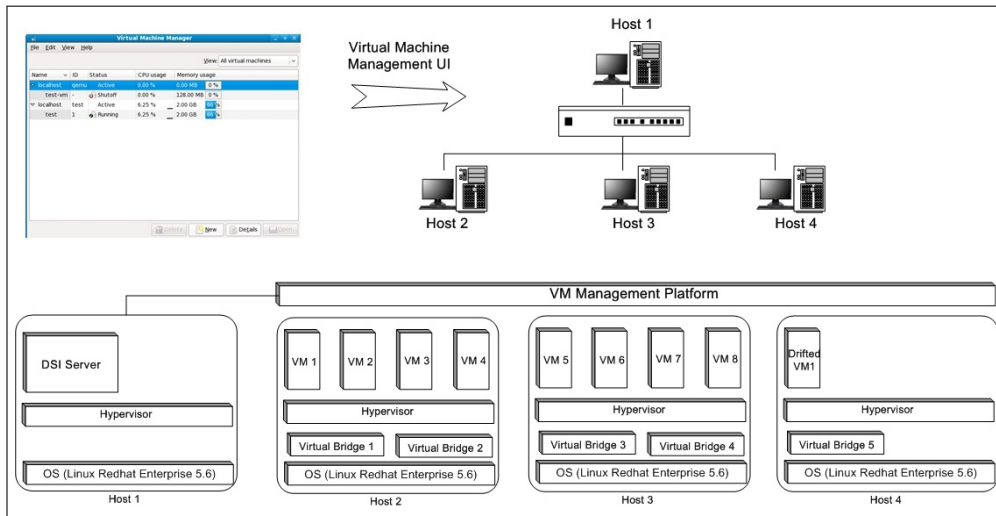 Virtual Machine Manager
File Edit View Help
View: All virtual machines
Name ID Status CPU usage Memory usage
localhost qemu Active 0.00 % 0.00 MB 0 %
test-vm - Shutoff 0.00 % 128.00 MB 0 %
localhost test Active 6.25 % 2.00 GB
test 1 Running 6.25 % 2.00 GB
Delete New Details Open
Virtual Machine
Management UI
Host 1
Host 2 Host 3 Host 4
VM Management Platform
DSI Server
Hypervisor
OS (Linux Redhat Enterprise 5.6)
Host 1
VM 1 VM 2 VM 3 VM 4
Hypervisor
Virtual Bridge 1 Virtual Bridge 2
OS (Linux Redhat Enterprise 5.6)
Host 2
VM 5 VM 6 VM 7 VM 8
Hypervisor
Virtual Bridge 3 Virtual Bridge 4
OS (Linux Redhat Enterprise 5.6)
Host 3
Drifted
VM1
Hypervisor
Virtual Bridge 5
OS (Linux Redhat Enterprise 5.6)
Host 4